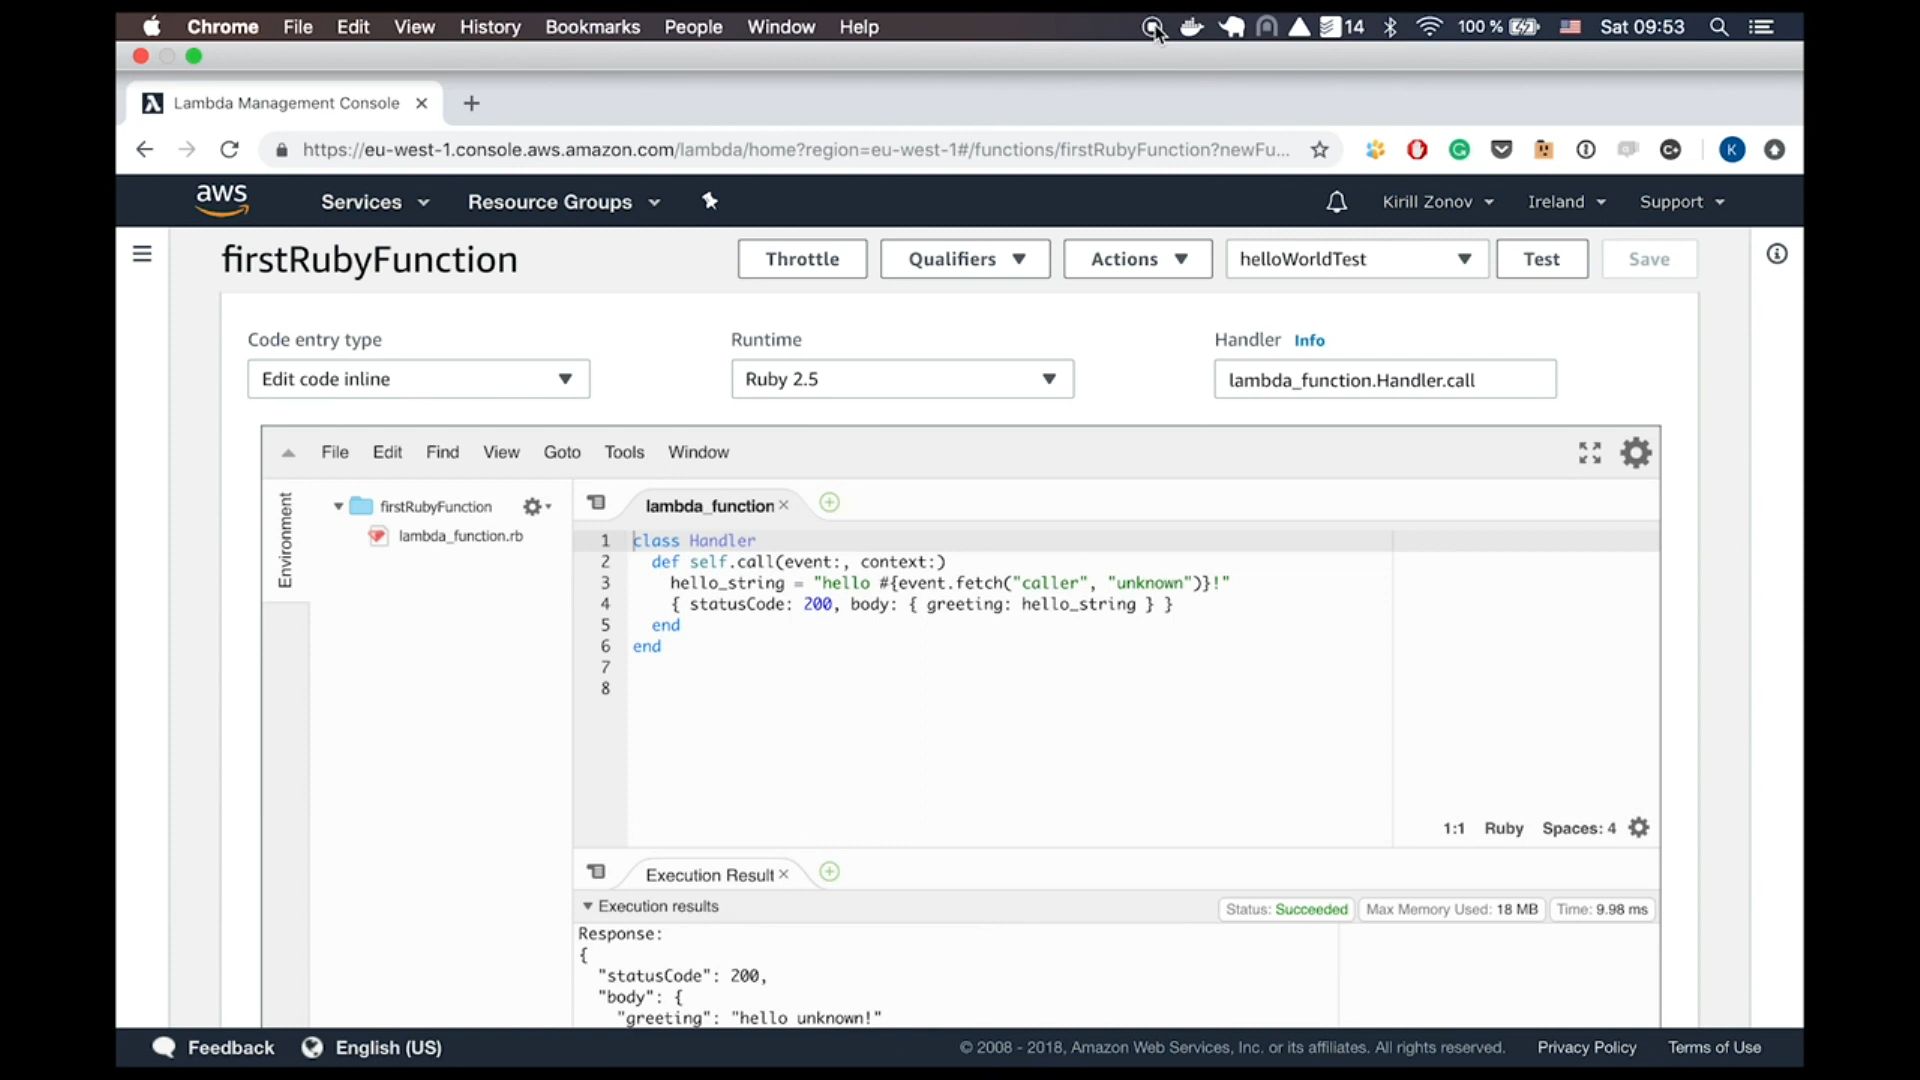 Chrome File Edit View History Bookmarks People Window Help 14 100 % Sat 09:53
Lambda Management Console
https://eu-west-1.console.aws.amazon.com/lambda/home?region=eu-west-1#/functions/firstRubyFunction?newFu... K
aws Services Resource Groups Kirill Zonov Ireland Support
firstRubyFunction Throttle Qualifiers Actions helloWorldTest Test Save
Code entry type Runtime Handler Info
Edit code inline Ruby 2.5 lambda_function.Handler.call
File Edit Find View Goto Tools Window
Environment
firstRubyFunction
lambda_function.rb
lambda_function
1 class Handler
2 def self.call(event:, context:)
3 hello_string = "hello #{event.fetch("caller", "unknown")}!"
4 { statusCode: 200, body: { greeting: hello_string } }
5 end
6 end
7
8
1:1 Ruby Spaces: 4
Execution Result
Execution results Status: Succeeded Max Memory Used: 18 MB Time: 9.98 ms
Response:
{
"statusCode": 200,
"body": {
"greeting": "hello unknown!"
Feedback English (US) © 2008 - 2018, Amazon Web Services, Inc. or its affiliates. All rights reserved. Privacy Policy Terms of Use